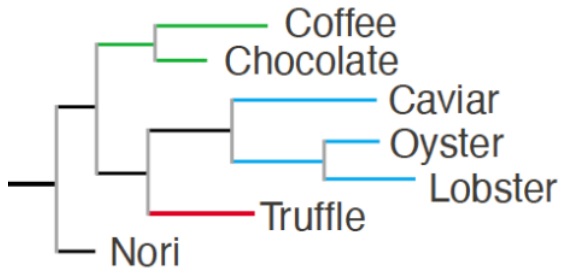 Coffee
Chocolate
Caviar
Oyster
Lobster
Truffle
Nori